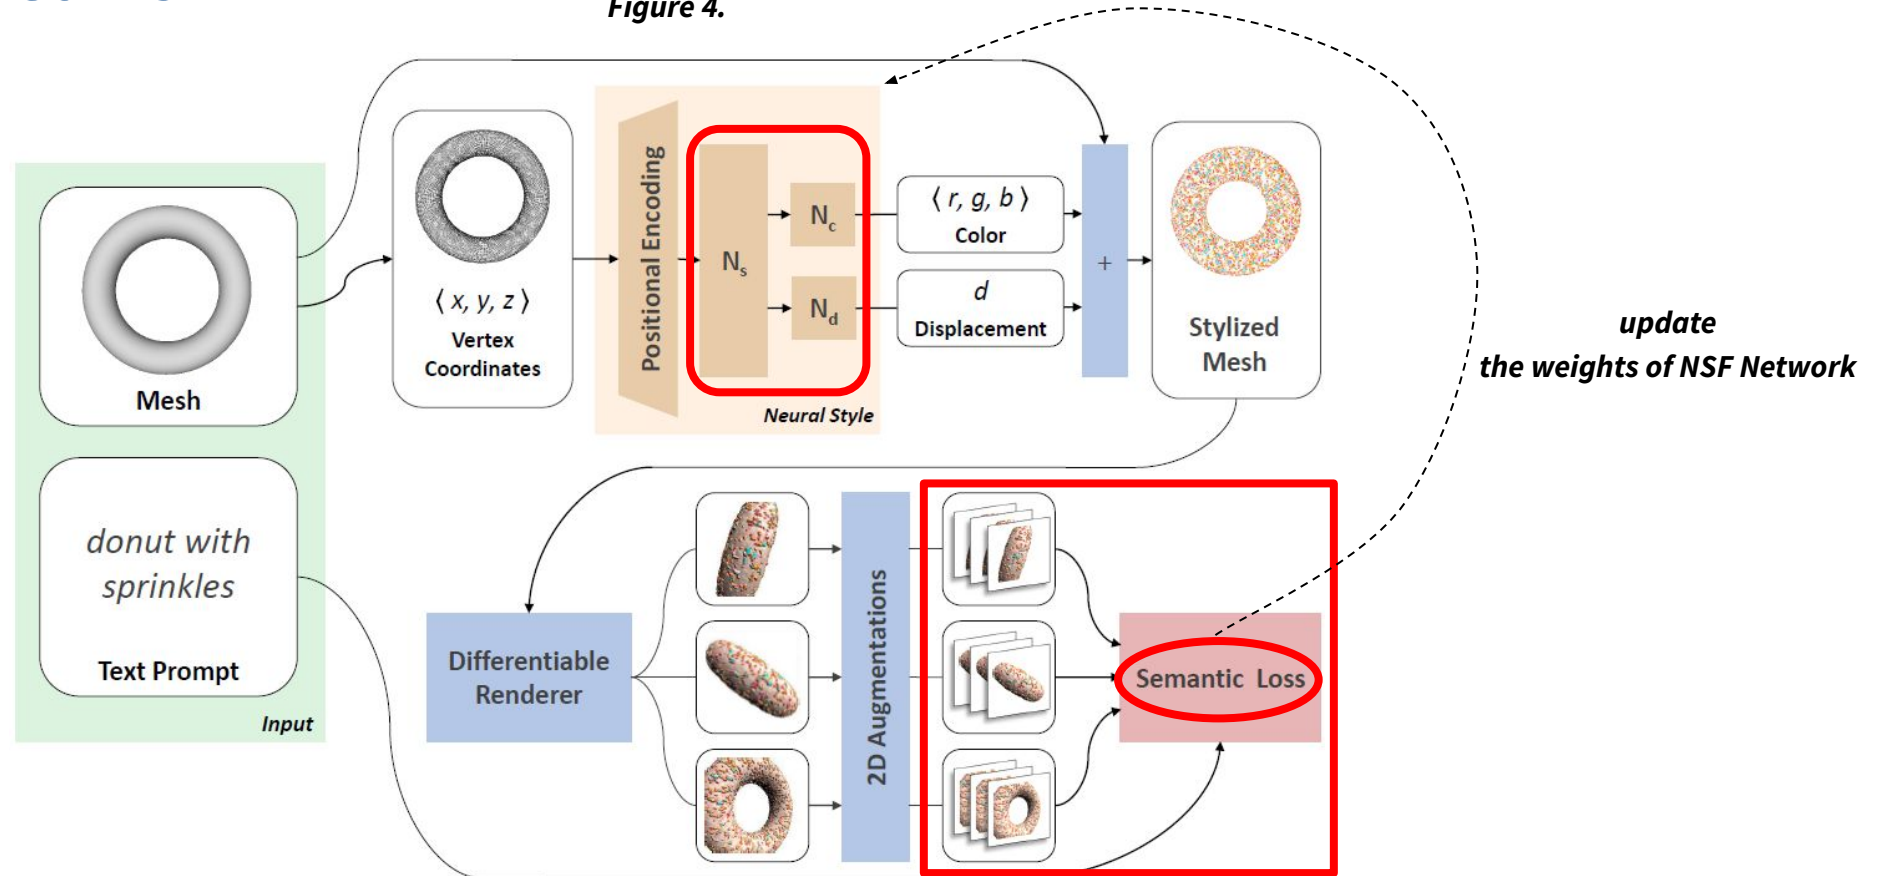 Figure 4.
Mesh
donut with
sprinkles
Text Prompt
Input
⟨ x, y, z ⟩
Vertex
Coordinates
Positional Encoding
Ns
Nc
Nd
Neural Style
⟨ r, g, b ⟩
Color
d
Displacement
+
Stylized
Mesh
update
the weights of NSF Network
Differentiable
Renderer
2D Augmentations
Semantic Loss